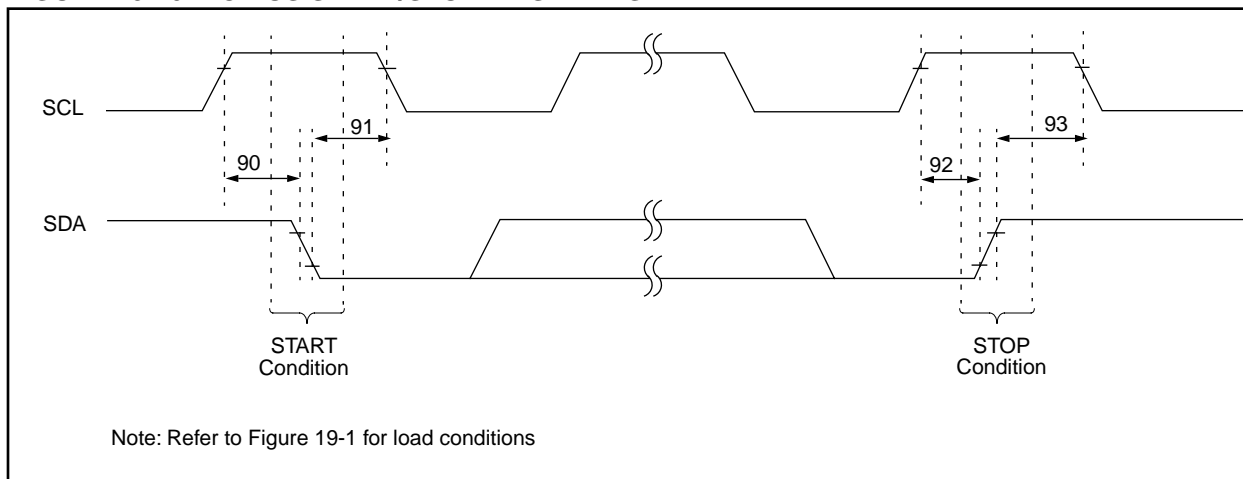 SCL
91
93
90
92
SDA
START
Condition
STOP
Condition
Note: Refer to Figure 19-1 for load conditions